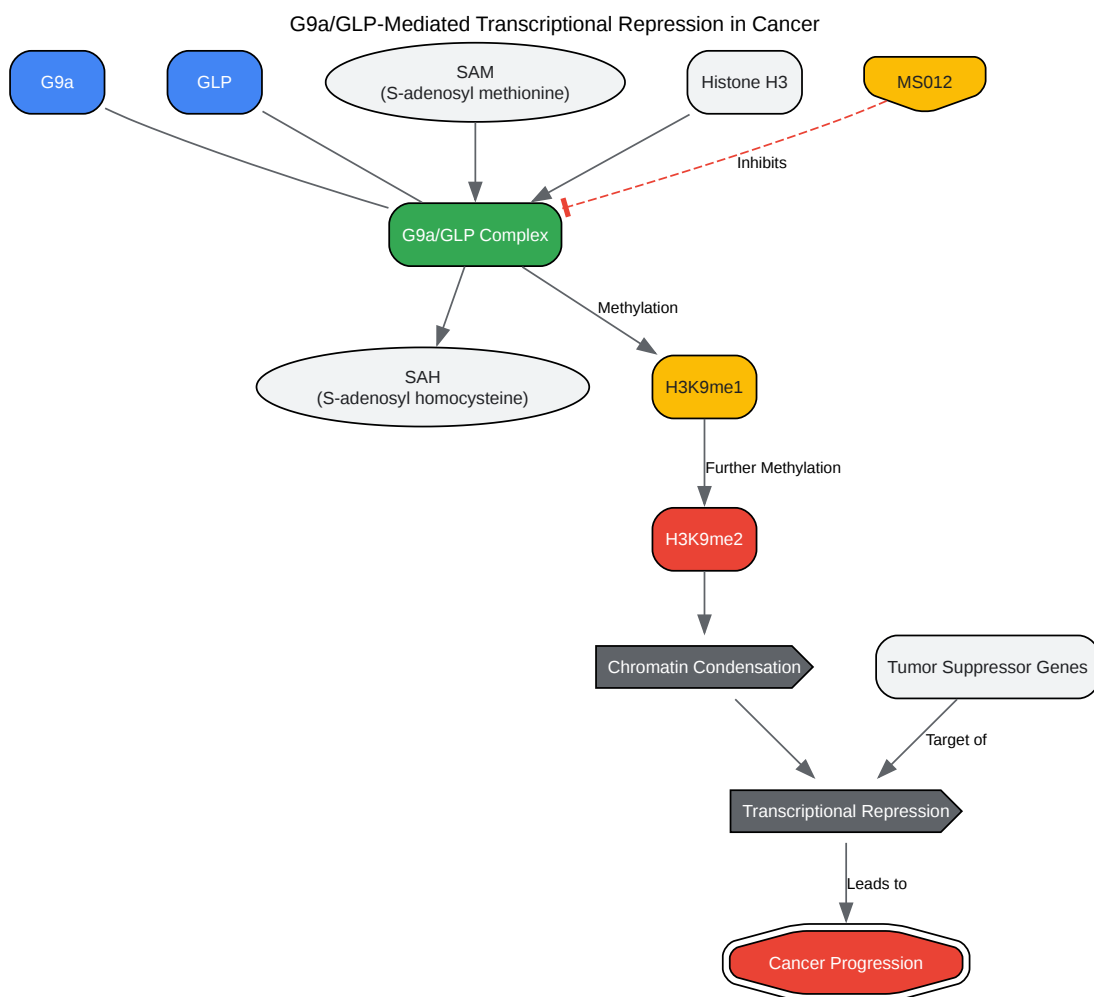 G9a/GLP-Mediated Transcriptional Repression in Cancer
G9a
GLP
SAM
(S-adenosyl methionine)
Histone H3
MS012
Inhibits
G9a/GLP Complex
Methylation
SAH
(S-adenosyl homocysteine)
H3K9me1
Further Methylation
H3K9me2
Chromatin Condensation
Tumor Suppressor Genes
Target of
Transcriptional Repression
Leads to
Cancer Progression